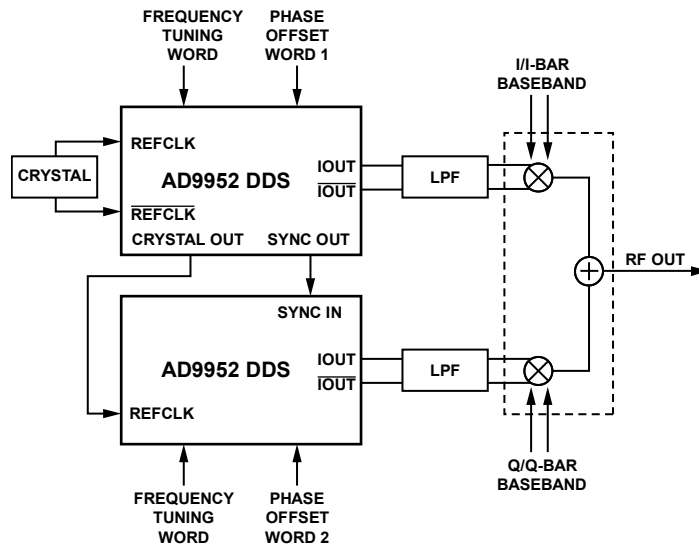 FREQUENCY
TUNING
WORD
PHASE
OFFSET
WORD 1
I/I-BAR
BASEBAND
REFCLK
CRYSTAL
AD9952 DDS
IOUT
IOUT
LPF
REFCLK
CRYSTAL OUT
SYNC OUT
RF OUT
SYNC IN
AD9952 DDS
IOUT
IOUT
LPF
REFCLK
Q/Q-BAR
BASEBAND
FREQUENCY
TUNING
WORD
PHASE
OFFSET
WORD 2